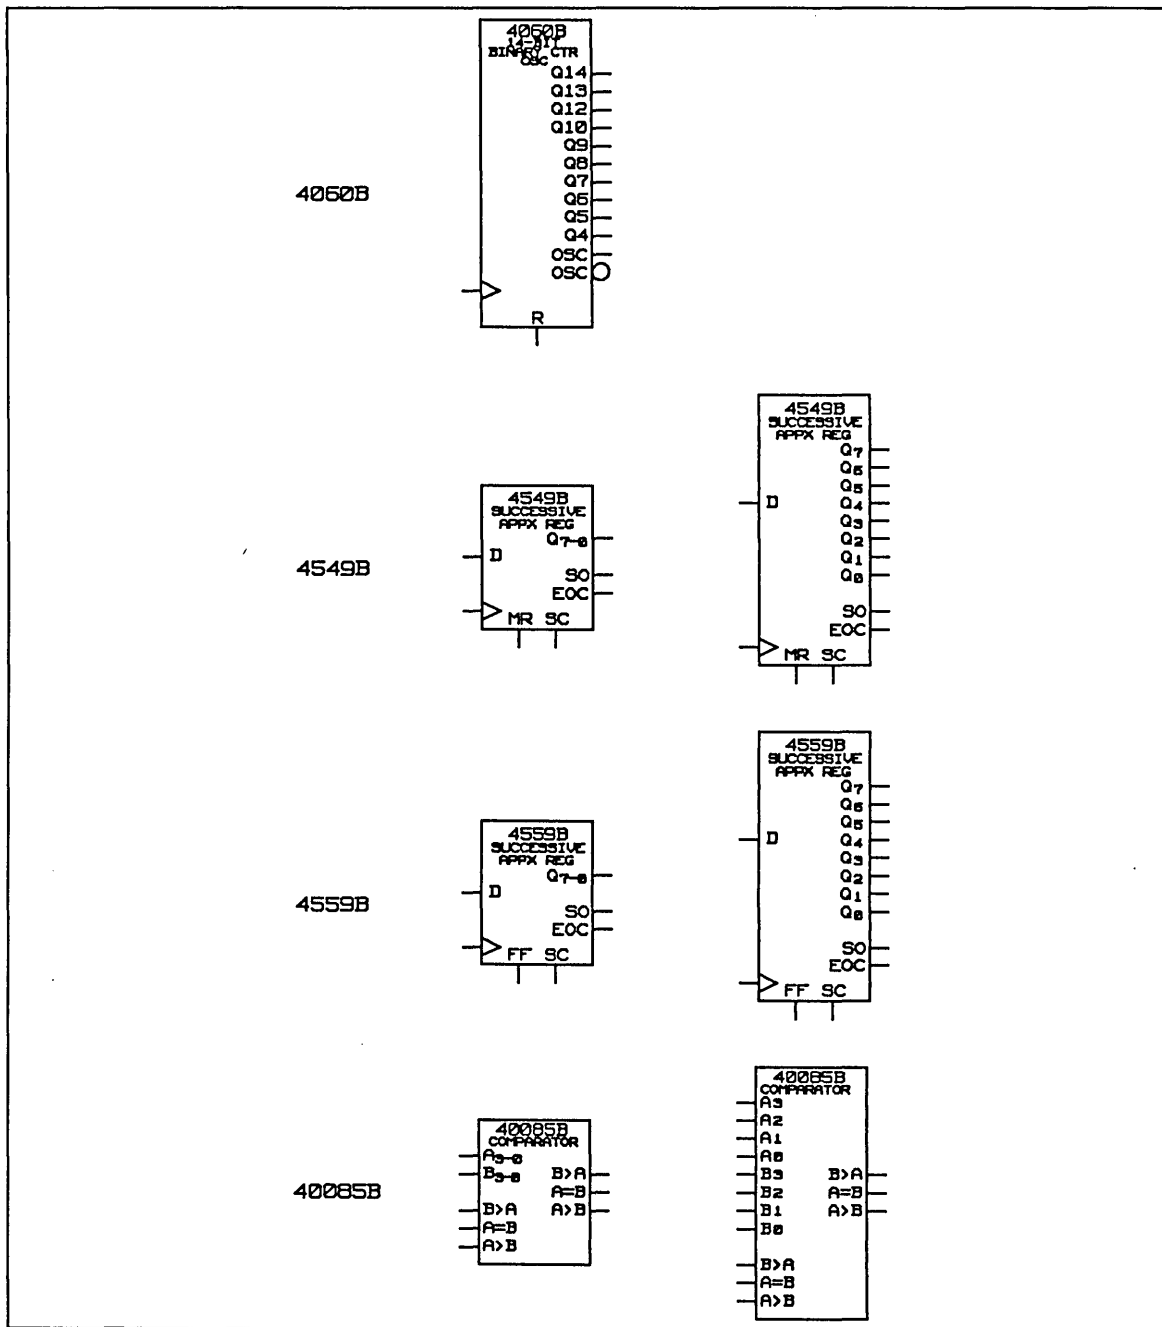 4060B
14-BIT
BINARY CTR
OSC
Q14
Q13
Q12
Q10
Q9
Q8
Q7
Q6
Q5
Q4
OSC
OSC
R
4060B
4549B
4549B
SUCCESSIVE
APPX REG
Q7-0
D
SO
EOC
MR SC
4549B
SUCCESSIVE
APPX REG
Q7
Q6
Q5
D Q4
Q3
Q2
Q1
Q0
SO
EOC
MR SC
4559B
4559B
SUCCESSIVE
APPX REG
Q7-0
D
SO
EOC
FF SC
4559B
SUCCESSIVE
APPX REG
Q7
Q6
Q5
D Q4
Q3
Q2
Q1
Q0
SO
EOC
FF SC
40085B
40085B
COMPARATOR
A3-0
B3-0 B>A
A=B
B>A A>B
A=B
A>B
40085B
COMPARATOR
A3
A2
A1
A0
B3 B>A
B2 A=B
B1 A>B
B0
B>A
A=B
A>B